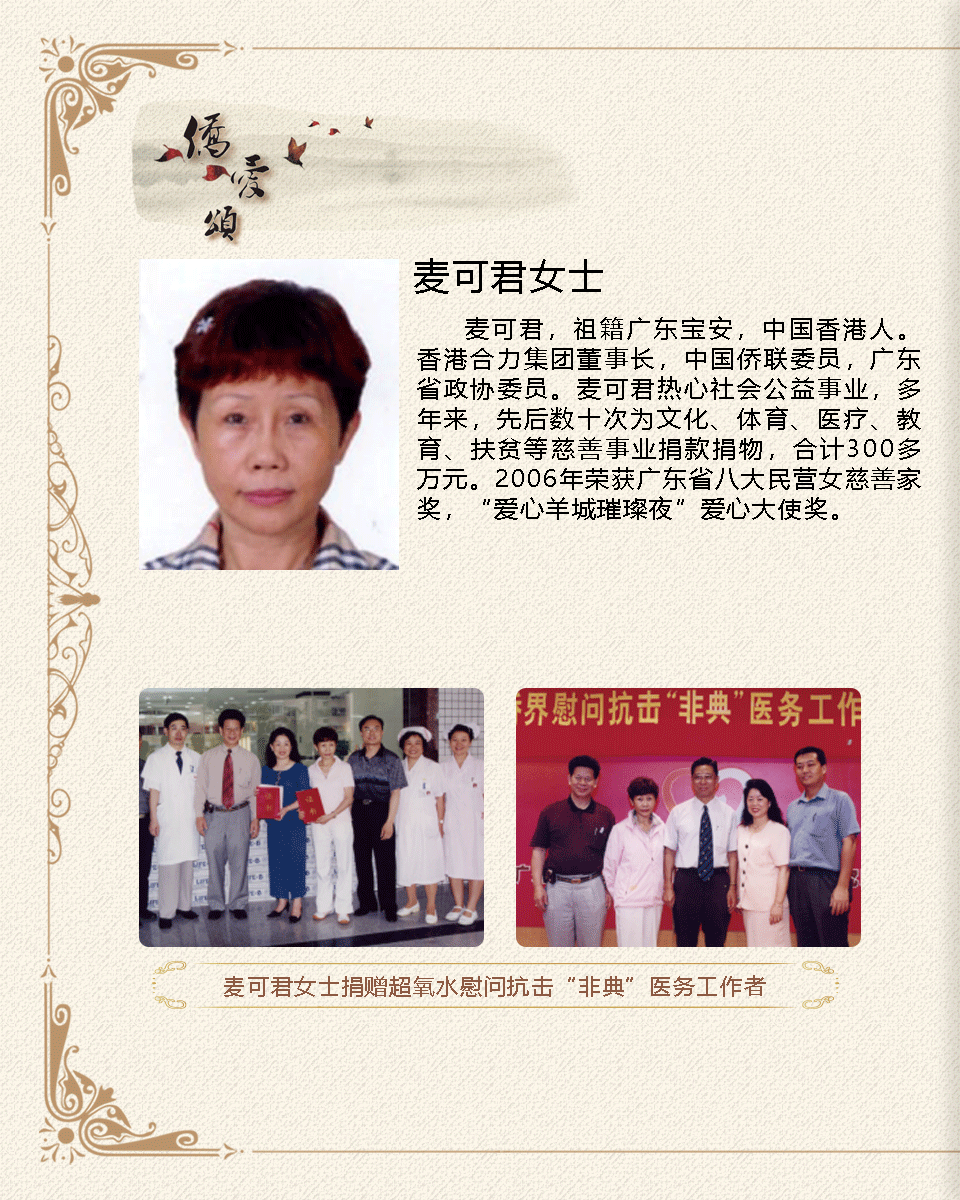 僑
愛
頌
麦可君女士
麦可君，祖籍广东宝安，中国香港人。
香港合力集团董事长，中国侨联委员，广东
省政协委员。麦可君热心社会公益事业，多
年来，先后数十次为文化、体育、医疗、教
育、扶贫等慈善事业捐款捐物，合计300多
万元。2006年荣获广东省八大民营女慈善家
奖，“爱心羊城璀璨夜”爱心大使奖。
界慰问抗击“非典”医务工作
麦可君女士捐赠超氧水慰问抗击“非典”医务工作者